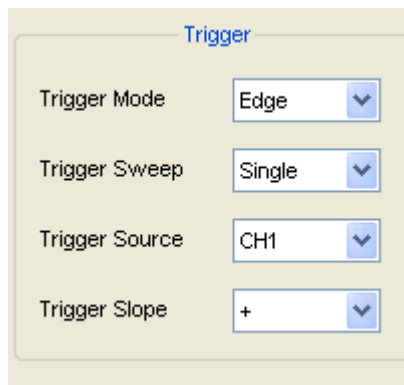 Trigger
Trigger Mode Edge
Trigger Sweep Single
Trigger Source CH1
Trigger Slope +